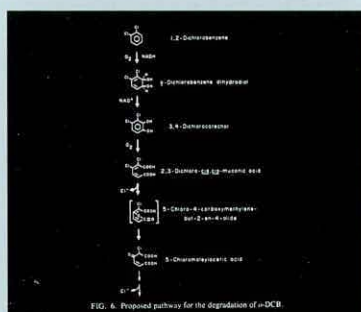 1,2-Dichlorobenzene
O₂ NADH
o-Dichlorobenzene dihydrodiol
NAD⁺
3,4-Dichlorocatechol
O₂
2,3-Dichloro-cis,cis-muconic acid
Cl⁻
5-Chloro-4-carboxymethylene-
but-2-en-4-olide
5-Chloromaleylacetic acid
Cl⁻
FIG. 6. Proposed pathway for the degradation of o-DCB.